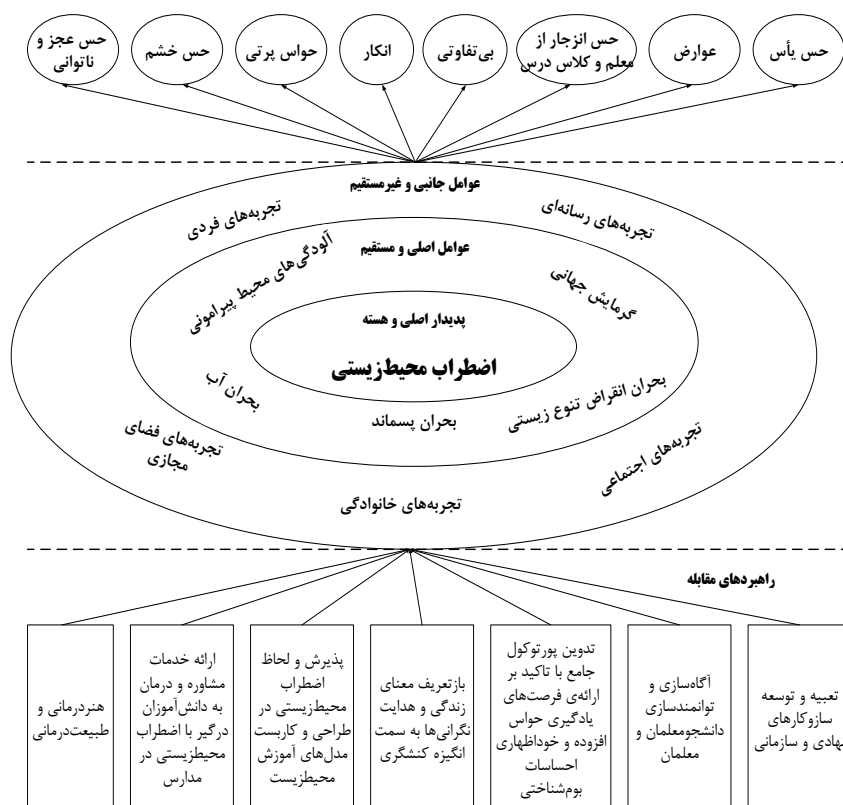 حس یأس
عوارض
حس انزجار از
معلم و کلاس درس
بی‌تفاوتی
انکار
حواس پرتی
حس خشم
حس عجز و
ناتوانی
عوامل جانبی و غیرمستقیم
تجربه‌های رسانه‌ای
تجربه‌های فردی
عوامل اصلی و مستقیم
آلودگی‌های محیط پیرامونی
گرمایش جهانی
پدیدار اصلی و هسته
اضطراب محیط‌زیستی
بحران انقراض تنوع زیستی
بحران پسماند
بحران آب
تجربه‌های اجتماعی
تجربه‌های فضای
مجازی
تجربه‌های خانوادگی
راهبردهای مقابله
تعبیه و توسعه
سازوکارهای
نهادی و سازمانی
آگاه‌سازی و
توانمندسازی
دانشجومعلمان و
معلمان
تدوین پورتوکول
جامع با تاکید بر
ارائه‌ی فرصت‌های
یادگیری حواس
افزوده و خوداظهاری
احساسات
بوم‌شناختی
بازتعریف معنای
زندگی و هدایت
نگرانی‌ها به سمت
انگیزه کنشگری
پذیرش و لحاظ
اضطراب
محیط‌زیستی در
طراحی و کاربست
مدل‌های آموزش
محیط‌زیست
ارائه خدمات
مشاوره و درمان
به دانش‌آموزان
درگیر با اضطراب
محیط‌زیستی در
مدارس
هنردرمانی و
طبیعت‌درمانی